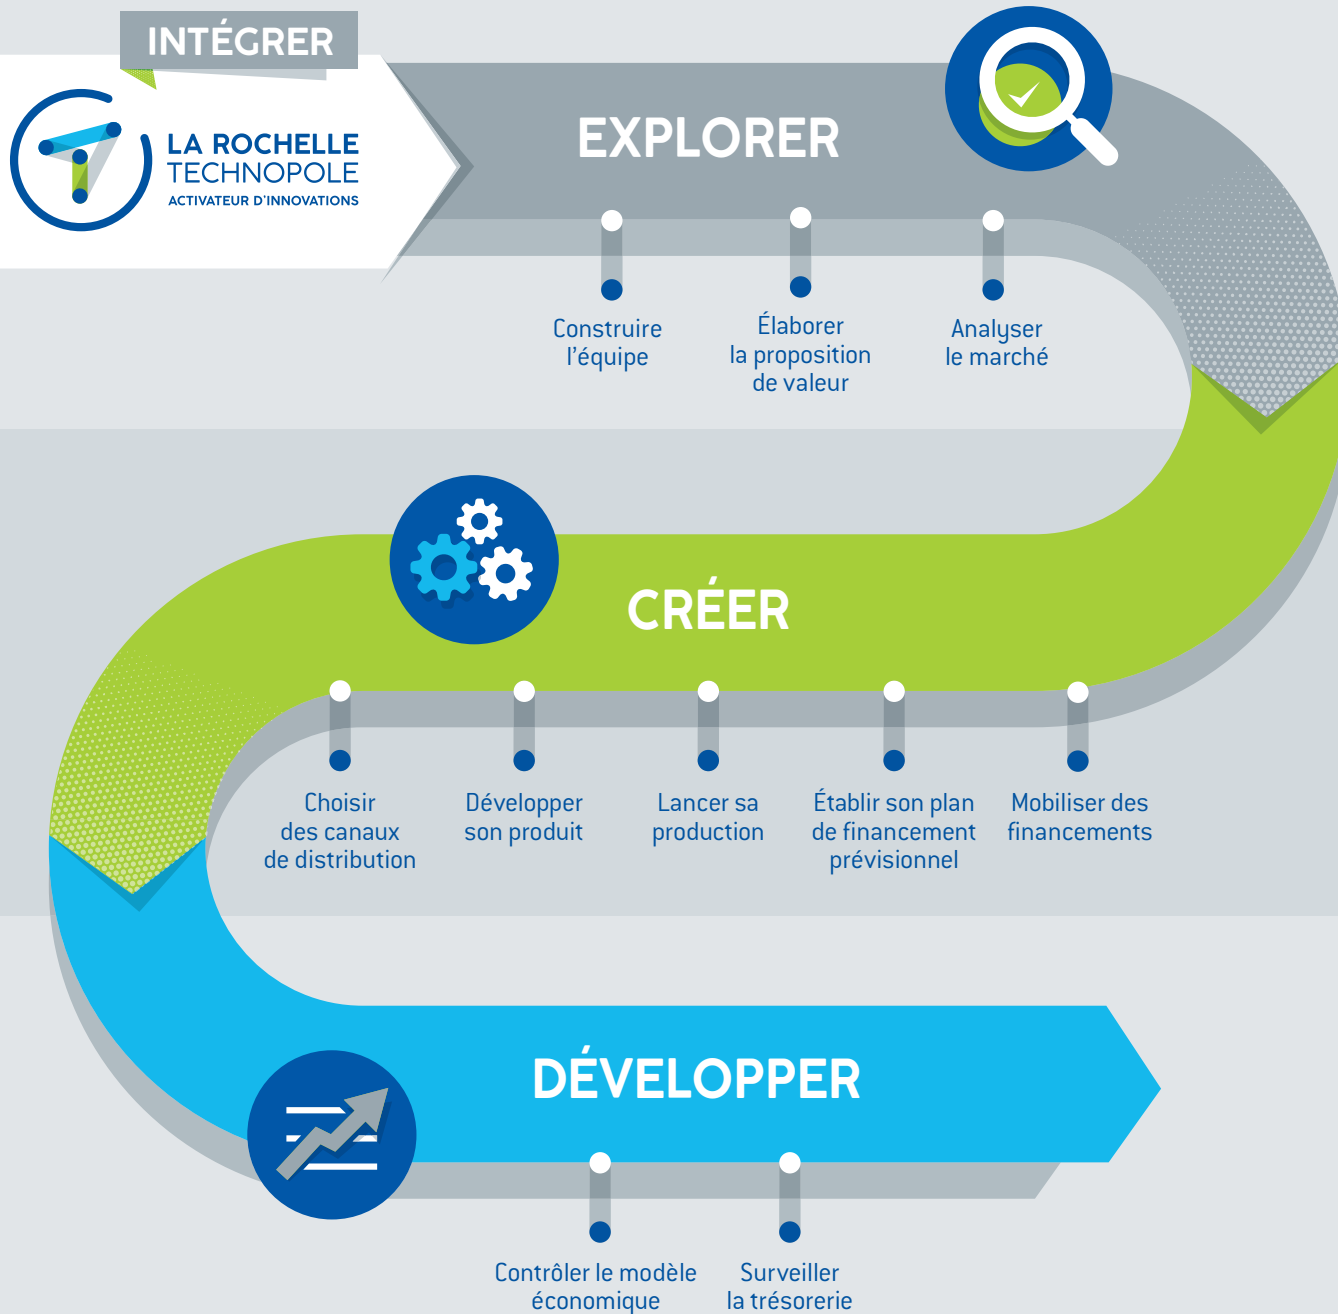 INTÉGRER
LA ROCHELLE
TECHNOPOLE
ACTIVATEUR D'INNOVATIONS
EXPLORER
Construire
l’équipe
Élaborer
la proposition
de valeur
Analyser
le marché
CRÉER
Choisir
des canaux
de distribution
Développer
son produit
Lancer sa
production
Établir son plan
de financement
prévisionnel
Mobiliser des
financements
DÉVELOPPER
Contrôler le modèle
économique
Surveiller
la trésorerie